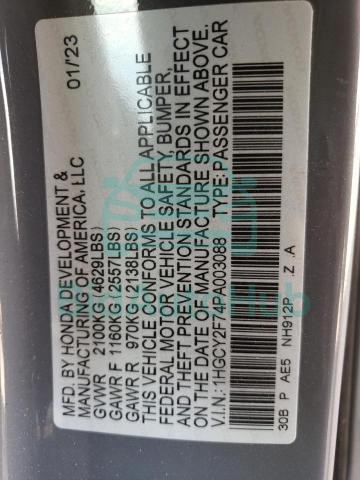 MFD. BY HONDA DEVELOPMENT & 01/'23
MANUFACTURING OF AMERICA, LLC
GVWR 2100KG (4629LBS)
GAWR F 1160KG (2557LBS)
GAWR R 970KG (2138LBS)
THIS VEHICLE CONFORMS TO ALL APPLICABLE
FEDERAL MOTOR VEHICLE SAFETY, BUMPER,
AND THEFT PREVENTION STANDARDS IN EFFECT
ON THE DATE OF MANUFACTURE SHOWN ABOVE.
V.I.N.: 1HGCY2F74PA003088 TYPE: PASSENGER CAR
30B P AE5 NH912P .Z .A